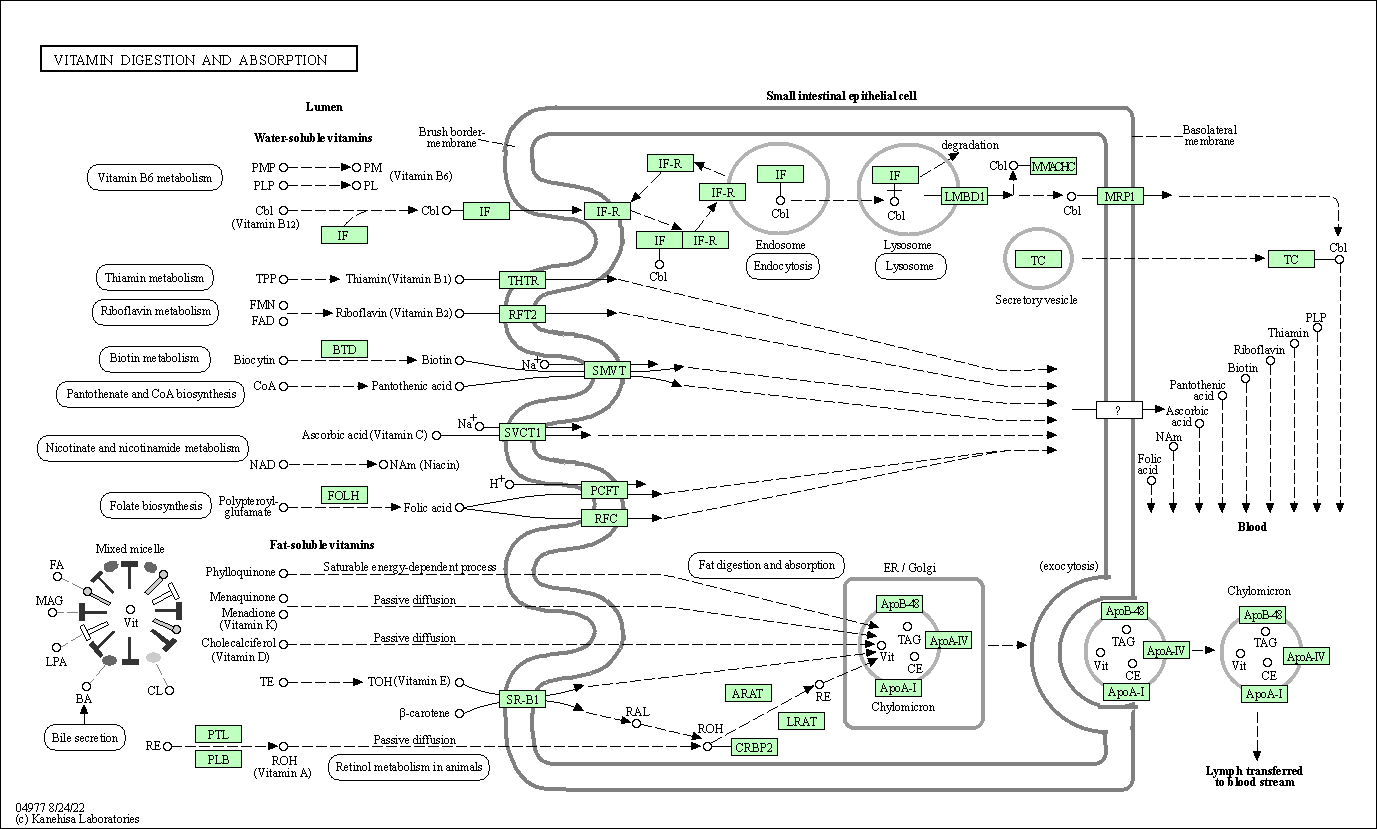 VITAMIN DIGESTION AND ABSORPTION
Lumen
Small intestinal epithelial cell
Water-soluble vitamins
Brush border-
membrane
Basolateral
membrane
Vitamin B6 metabolism
PMP
PM
PLP
PL
(Vitamin B6)
Cbl
(Vitamin B12)
IF
Cbl
IF
IF-R
IF-R
IF-R
IF
IF-R
Cbl
IF
Cbl
Endosome
Endocytosis
IF
Cbl
degradation
Lysosome
Lysosome
LMBD1
Cbl
MMACHC
Cbl
MRP1
TC
Secretory vesicle
TC
Cbl
Thiamin metabolism
TPP
Thiamin (Vitamin B1)
THTR
Riboflavin metabolism
FMN
FAD
Riboflavin (Vitamin B2)
RFT2
Biotin metabolism
Biocytin
BTD
Biotin
Na+
SMVT
Pantothenate and CoA biosynthesis
CoA
Pantothenic acid
Ascorbic acid (Vitamin C)
Na+
SVCT1
Nicotinate and nicotinamide metabolism
NAD
NAm (Niacin)
Folate biosynthesis
Polypteroyl-
glutamate
FOLH
Folic acid
H+
PCFT
RFC
?
PLP
Thiamin
Riboflavin
Biotin
Pantothenic
acid
Ascorbic
acid
NAm
Folic
acid
Blood
Fat-soluble vitamins
Mixed micelle
FA
MAG
LPA
BA
CL
Vit
Bile secretion
Phylloquinone
Saturable energy-dependent process
Menaquinone
Menadione
(Vitamin K)
Passive diffusion
Cholecalciferol
(Vitamin D)
Passive diffusion
TE
TOH (Vitamin E)
β-carotene
SR-B1
RE
PTL
PLB
ROH
(Vitamin A)
Passive diffusion
Retinol metabolism in animals
RAL
ROH
CRBP2
ARAT
LRAT
RE
Fat digestion and absorption
ER / Golgi
ApoB-48
TAG
ApoA-IV
Vit
CE
ApoA-I
Chylomicron
(exocytosis)
ApoB-48
TAG
ApoA-IV
Vit
CE
ApoA-I
Chylomicron
ApoB-48
TAG
ApoA-IV
Vit
CE
ApoA-I
Lymph transferred
to blood stream
04977 8/24/22
(c) Kanehisa Laboratories